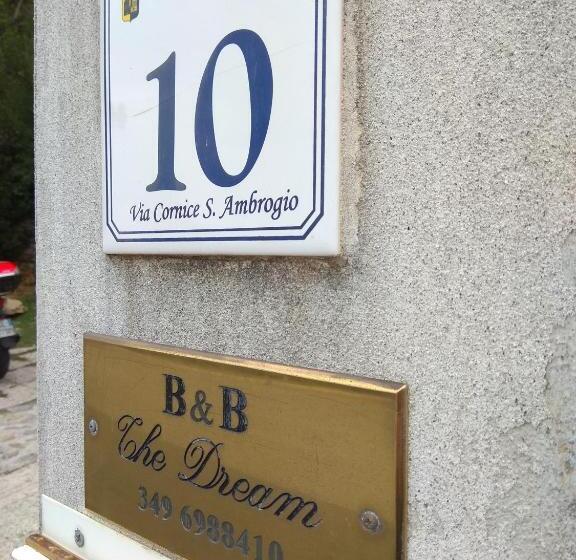 10
Via Cornice S. Ambrogio
B&B
The Dream
349 6988410